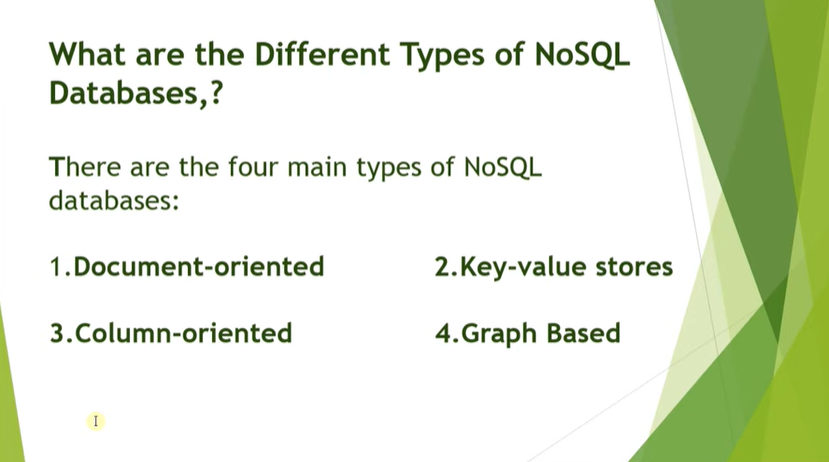 What are the Different Types of NoSQL
Databases,?
There are the four main types of NoSQL
databases:
1.Document-oriented 2.Key-value stores
3.Column-oriented 4.Graph Based